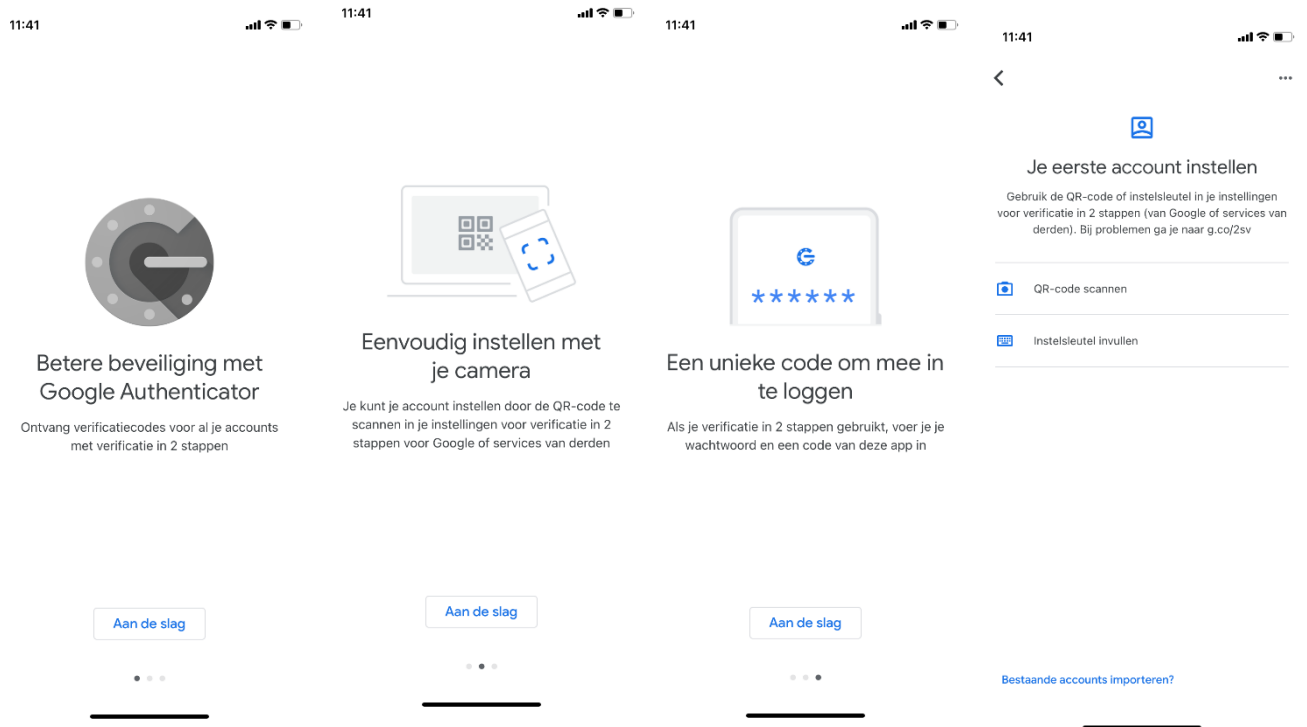 11:41
Betere beveiliging met
Google Authenticator
Ontvang verificatiecodes voor al je accounts
met verificatie in 2 stappen
Aan de slag
11:41
Eenvoudig instellen met
je camera
Je kunt je account instellen door de QR-code te
scannen in je instellingen voor verificatie in 2
stappen voor Google of services van derden
Aan de slag
11:41
******
Een unieke code om mee in
te loggen
Als je verificatie in 2 stappen gebruikt, voer je je
wachtwoord en een code van deze app in
Aan de slag
11:41
Je eerste account instellen
Gebruik de QR-code of instelsleutel in je instellingen
voor verificatie in 2 stappen (van Google of services van
derden). Bij problemen ga je naar g.co/2sv
QR-code scannen
Instelsleutel invullen
Bestaande accounts importeren?